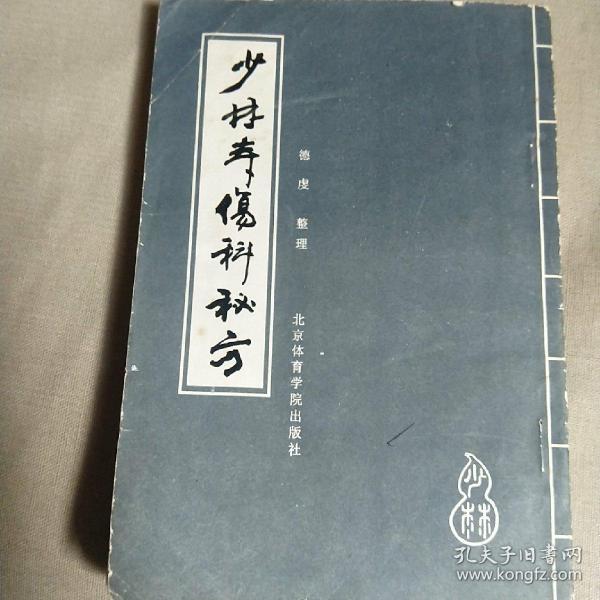 少林寺傷科秘方
德虔 整理
北京体育学院出版社
少林
孔夫子旧书网
www.kongfz.com